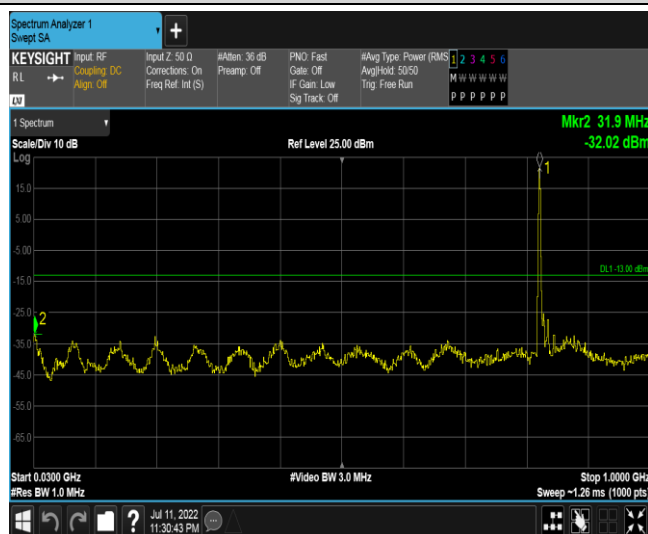 Spectrum Analyzer 1
Swept SA
+
KEYSIGHT Input: RF Input Z: 50 Ω #Atten: 36 dB PNO: Fast #Avg Type: Power (RMS 1 2 3 4 5 6
RL Coupling: DC Corrections: On Preamp: Off Gate: Off Avg|Hold: 50/50 M W W W W W
Align: Off Freq Ref: Int (S) IF Gain: Low Trig: Free Run
LXI Sig Track: Off P P P P P P
1 Spectrum Mkr2 31.9 MHz
Scale/Div 10 dB Ref Level 25.00 dBm -32.02 dBm
Log
1
15.0
5.00
-5.00
DL1 -13.00 dBm
-15.0
-25.0
2
-35.0
-45.0
-55.0
-65.0
Start 0.0300 GHz #Video BW 3.0 MHz Stop 1.0000 GHz
#Res BW 1.0 MHz Sweep ~1.26 ms (1000 pts)
? Jul 11, 2022
11:30:43 PM